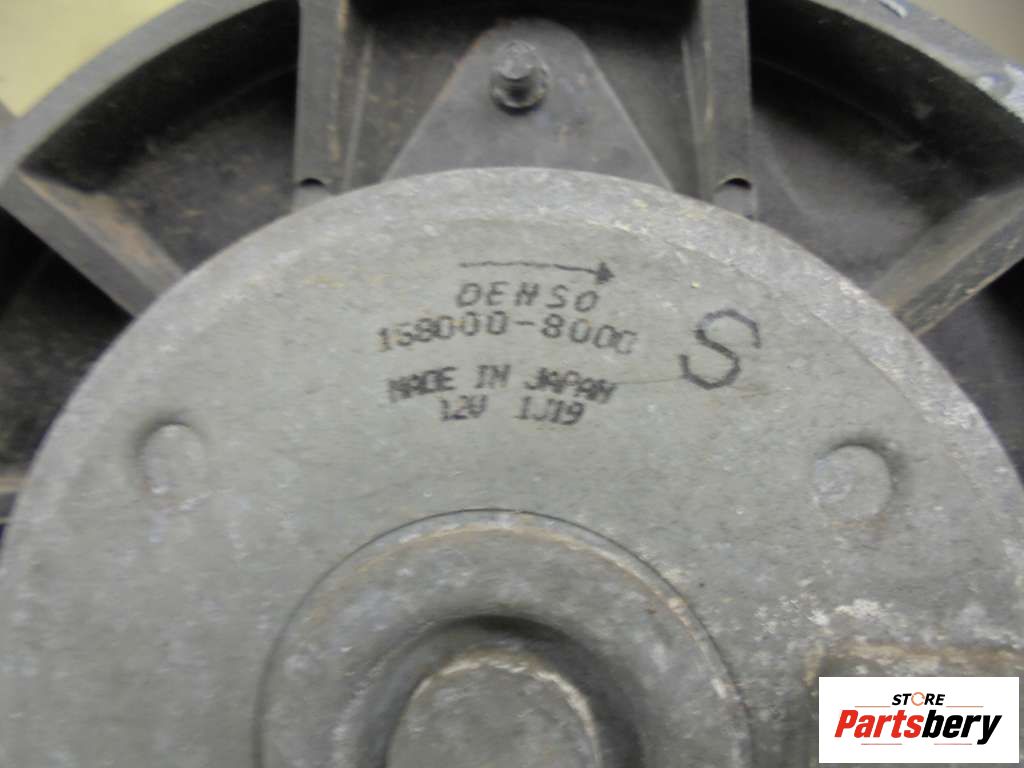 DENSO
168000-8000
S
MADE IN JAPAN
12V 1J19
STORE
Partsbery